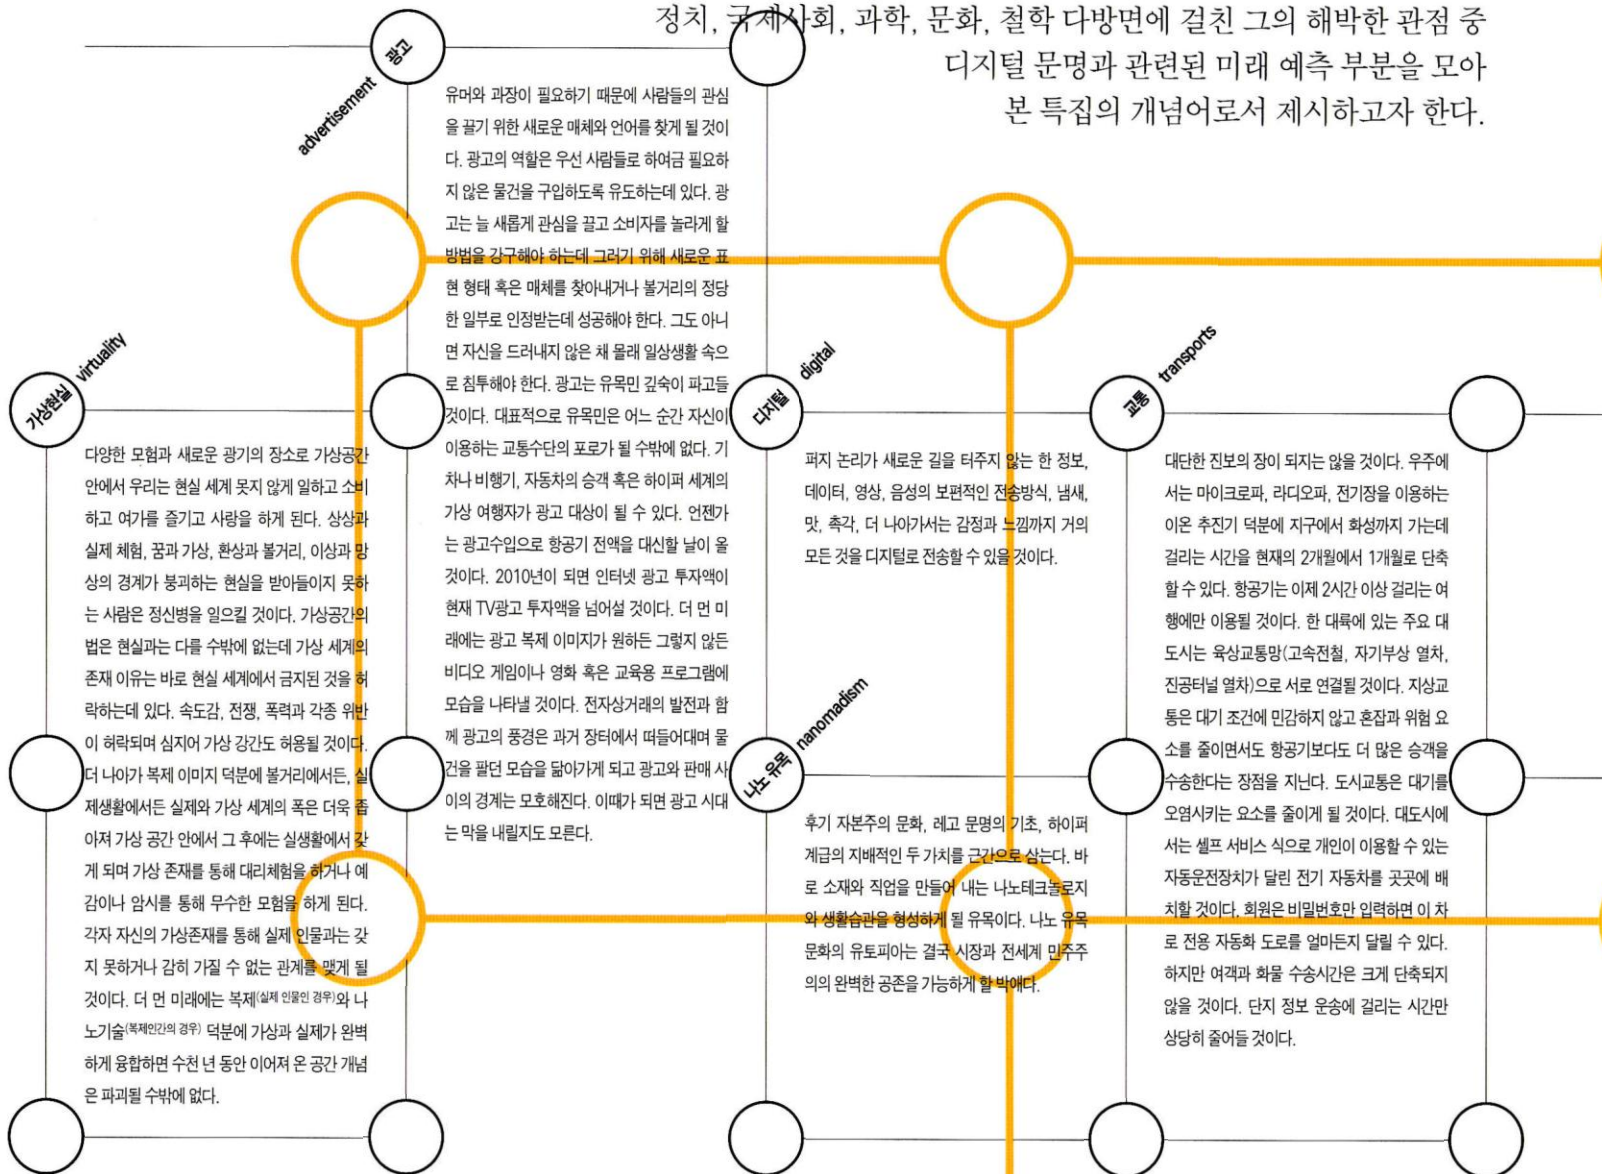 정치, 국제사회, 과학, 문화, 철학 다방면에 걸친 그의 해박한 관점 중
디지털 문명과 관련된 미래 예측 부분을 모아
본 특집의 개념어로서 제시하고자 한다.
광고
advertisement
유머와 과장이 필요하기 때문에 사람들의 관심
을 끌기 위한 새로운 매체와 언어를 찾게 될 것이
다. 광고의 역할은 우선 사람들로 하여금 필요하
지 않은 물건을 구입하도록 유도하는데 있다. 광
고는 늘 새롭게 관심을 끌고 소비자를 놀라게 할
방법을 강구해야 하는데 그러기 위해 새로운 표
현 형태 혹은 매체를 찾아내거나 볼거리의 정당
한 일부로 인정받는데 성공해야 한다. 그도 아니
면 자신을 드러내지 않은 채 몰래 일상생활 속으
로 침투해야 한다. 광고는 유목민 깊숙이 파고들
것이다. 대표적으로 유목민은 어느 순간 자신이
이용하는 교통수단의 포로가 될 수밖에 없다. 기
차나 비행기, 자동차의 승객 혹은 하이퍼 세계의
가상 여행자가 광고 대상이 될 수 있다. 언젠가
는 광고수입으로 항공기 전액을 대신할 날이 올
것이다. 2010년이 되면 인터넷 광고 투자액이
현재 TV광고 투자액을 넘어설 것이다. 더 먼 미
래에는 광고 복제 이미지가 원하든 그렇지 않든
비디오 게임이나 영화 혹은 교육용 프로그램에
모습을 나타낼 것이다. 전자상거래의 발전과 함
께 광고의 풍경은 과거 장터에서 떠들어대며 물
건을 팔던 모습을 닮아가게 되고 광고와 판매 사
이의 경계는 모호해진다. 이때가 되면 광고 시대
는 막을 내릴지도 모른다.
가상현실
virtuality
다양한 모험과 새로운 광기의 장소로 가상공간
안에서 우리는 현실 세계 못지 않게 일하고 소비
하고 여가를 즐기고 사랑을 하게 된다. 상상과
실제 체험, 꿈과 가상, 환상과 볼거리, 이상과 망
상의 경계가 붕괴하는 현실을 받아들이지 못하
는 사람은 정신병을 일으킬 것이다. 가상공간의
법은 현실과는 다를 수밖에 없는데 가상 세계의
존재 이유는 바로 현실 세계에서 금지된 것을 허
락하는데 있다. 속도감, 전쟁, 폭력과 각종 위반
이 허락되며 심지어 가상 강간도 허용될 것이다.
더 나아가 복제 이미지 덕분에 볼거리에서든, 실
제생활에서든 실제와 가상 세계의 폭은 더욱 좁
아져 가상 공간 안에서 그 후에는 실생활에서 갖
게 되며 가상 존재를 통해 대리체험을 하거나 예
감이나 암시를 통해 무수한 모험을 하게 된다.
각자 자신의 가상존재를 통해 실제 인물과는 갖
지 못하거나 감히 가질 수 없는 관계를 맺게 될
것이다. 더 먼 미래에는 복제(실제 인물인 경우)와 나
노기술(복제인간의 경우) 덕분에 가상과 실제가 완벽
하게 융합하면 수천 년 동안 이어져 온 공간 개념
은 파괴될 수밖에 없다.
디지털
digital
퍼지 논리가 새로운 길을 터주지 않는 한 정보,
데이터, 영상, 음성의 보편적인 전송방식, 냄새,
맛, 촉각, 더 나아가서는 감정과 느낌까지 거의
모든 것을 디지털로 전송할 수 있을 것이다.
나노 유목
nanomadism
후기 자본주의 문화, 레고 문명의 기초, 하이퍼
계급의 지배적인 두 가치를 근간으로 삼는다. 바
로 소재와 직업을 만들어 내는 나노테크놀로지
와 생활습관을 형성하게 될 유목이다. 나노 유목
문화의 유토피아는 결국 시장과 전세계 민주주
의의 완벽한 공존을 가능하게 할 박애다.
교통
transports
대단한 진보의 장이 되지는 않을 것이다. 우주에
서는 마이크로파, 라디오파, 전기장을 이용하는
이온 추진기 덕분에 지구에서 화성까지 가는데
걸리는 시간을 현재의 2개월에서 1개월로 단축
할 수 있다. 항공기는 이제 2시간 이상 걸리는 여
행에만 이용될 것이다. 한 대륙에 있는 주요 대
도시는 육상교통망(고속전철, 자기부상 열차,
진공터널 열차)으로 서로 연결될 것이다. 지상교
통은 대기 조건에 민감하지 않고 혼잡과 위험 요
소를 줄이면서도 항공기보다도 더 많은 승객을
수송한다는 장점을 지닌다. 도시교통은 대기를
오염시키는 요소를 줄이게 될 것이다. 대도시에
서는 셀프 서비스 식으로 개인이 이용할 수 있는
자동운전장치가 달린 전기 자동차를 곳곳에 배
치할 것이다. 회원은 비밀번호만 입력하면 이 차
로 전용 자동화 도로를 얼마든지 달릴 수 있다.
하지만 여객과 화물 수송시간은 크게 단축되지
않을 것이다. 단지 정보 운송에 걸리는 시간만
상당히 줄어들 것이다.